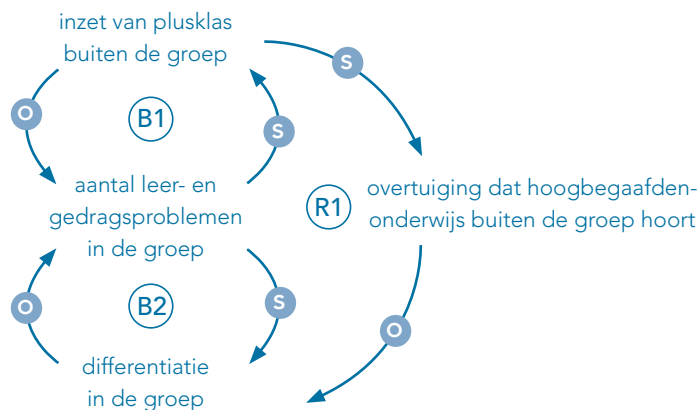 inzet van plusklas
buiten de groep
S
O
B1
S
aantal leer- en
gedragsproblemen
in de groep
R1
overtuiging dat hoogbegaafden-
onderwijs buiten de groep hoort
O
B2
S
O
differentiatie
in de groep